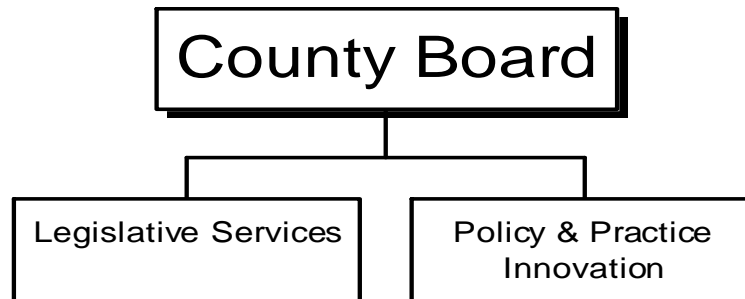 County Board
Legislative Services
Policy & Practice
Innovation